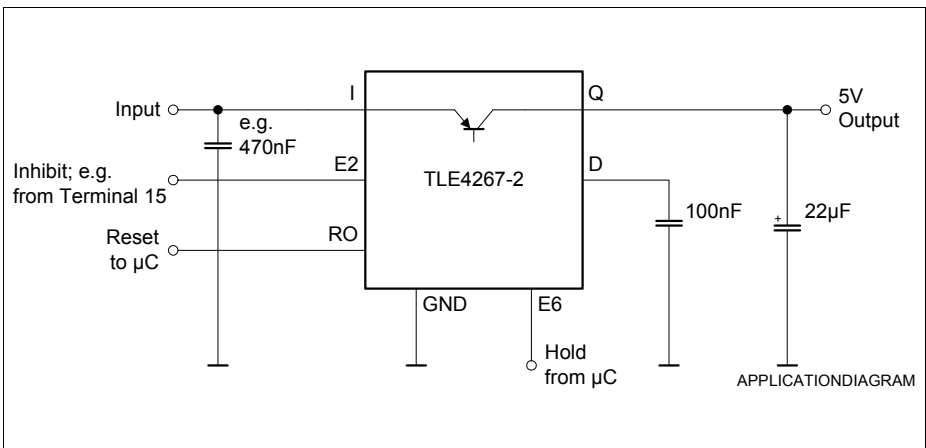 I
Q
Input
e.g.
470nF
5V
Output
Inhibit; e.g.
from Terminal 15
E2
TLE4267-2
D
100nF
+
22µF
Reset
to µC
RO
GND
E6
Hold
from µC
APPLICATIONDIAGRAM